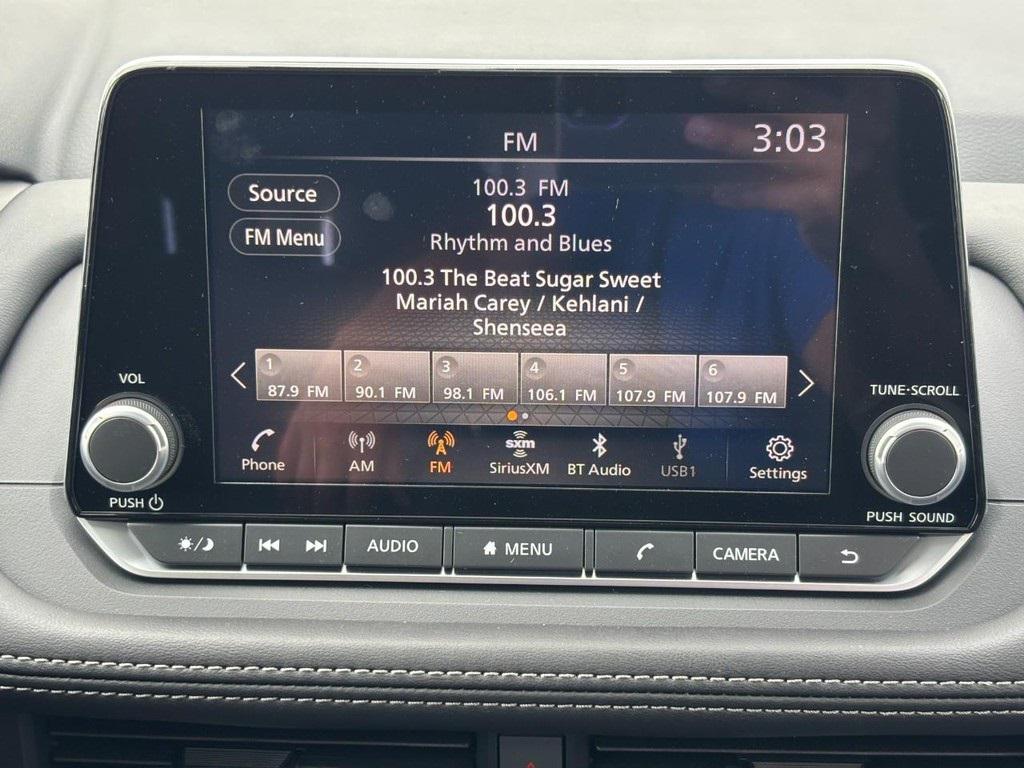 FM
3:03
Source
FM Menu
100.3 FM
100.3
Rhythm and Blues
100.3 The Beat Sugar Sweet
Mariah Carey / Kehlani /
Shenseea
1
2
3
4
5
6
87.9 FM
90.1 FM
98.1 FM
106.1 FM
107.9 FM
107.9 FM
VOL
TUNE·SCROLL
Phone
AM
FM
sxm
SiriusXM
BT Audio
USB1
Settings
PUSH
PUSH SOUND
AUDIO
MENU
CAMERA